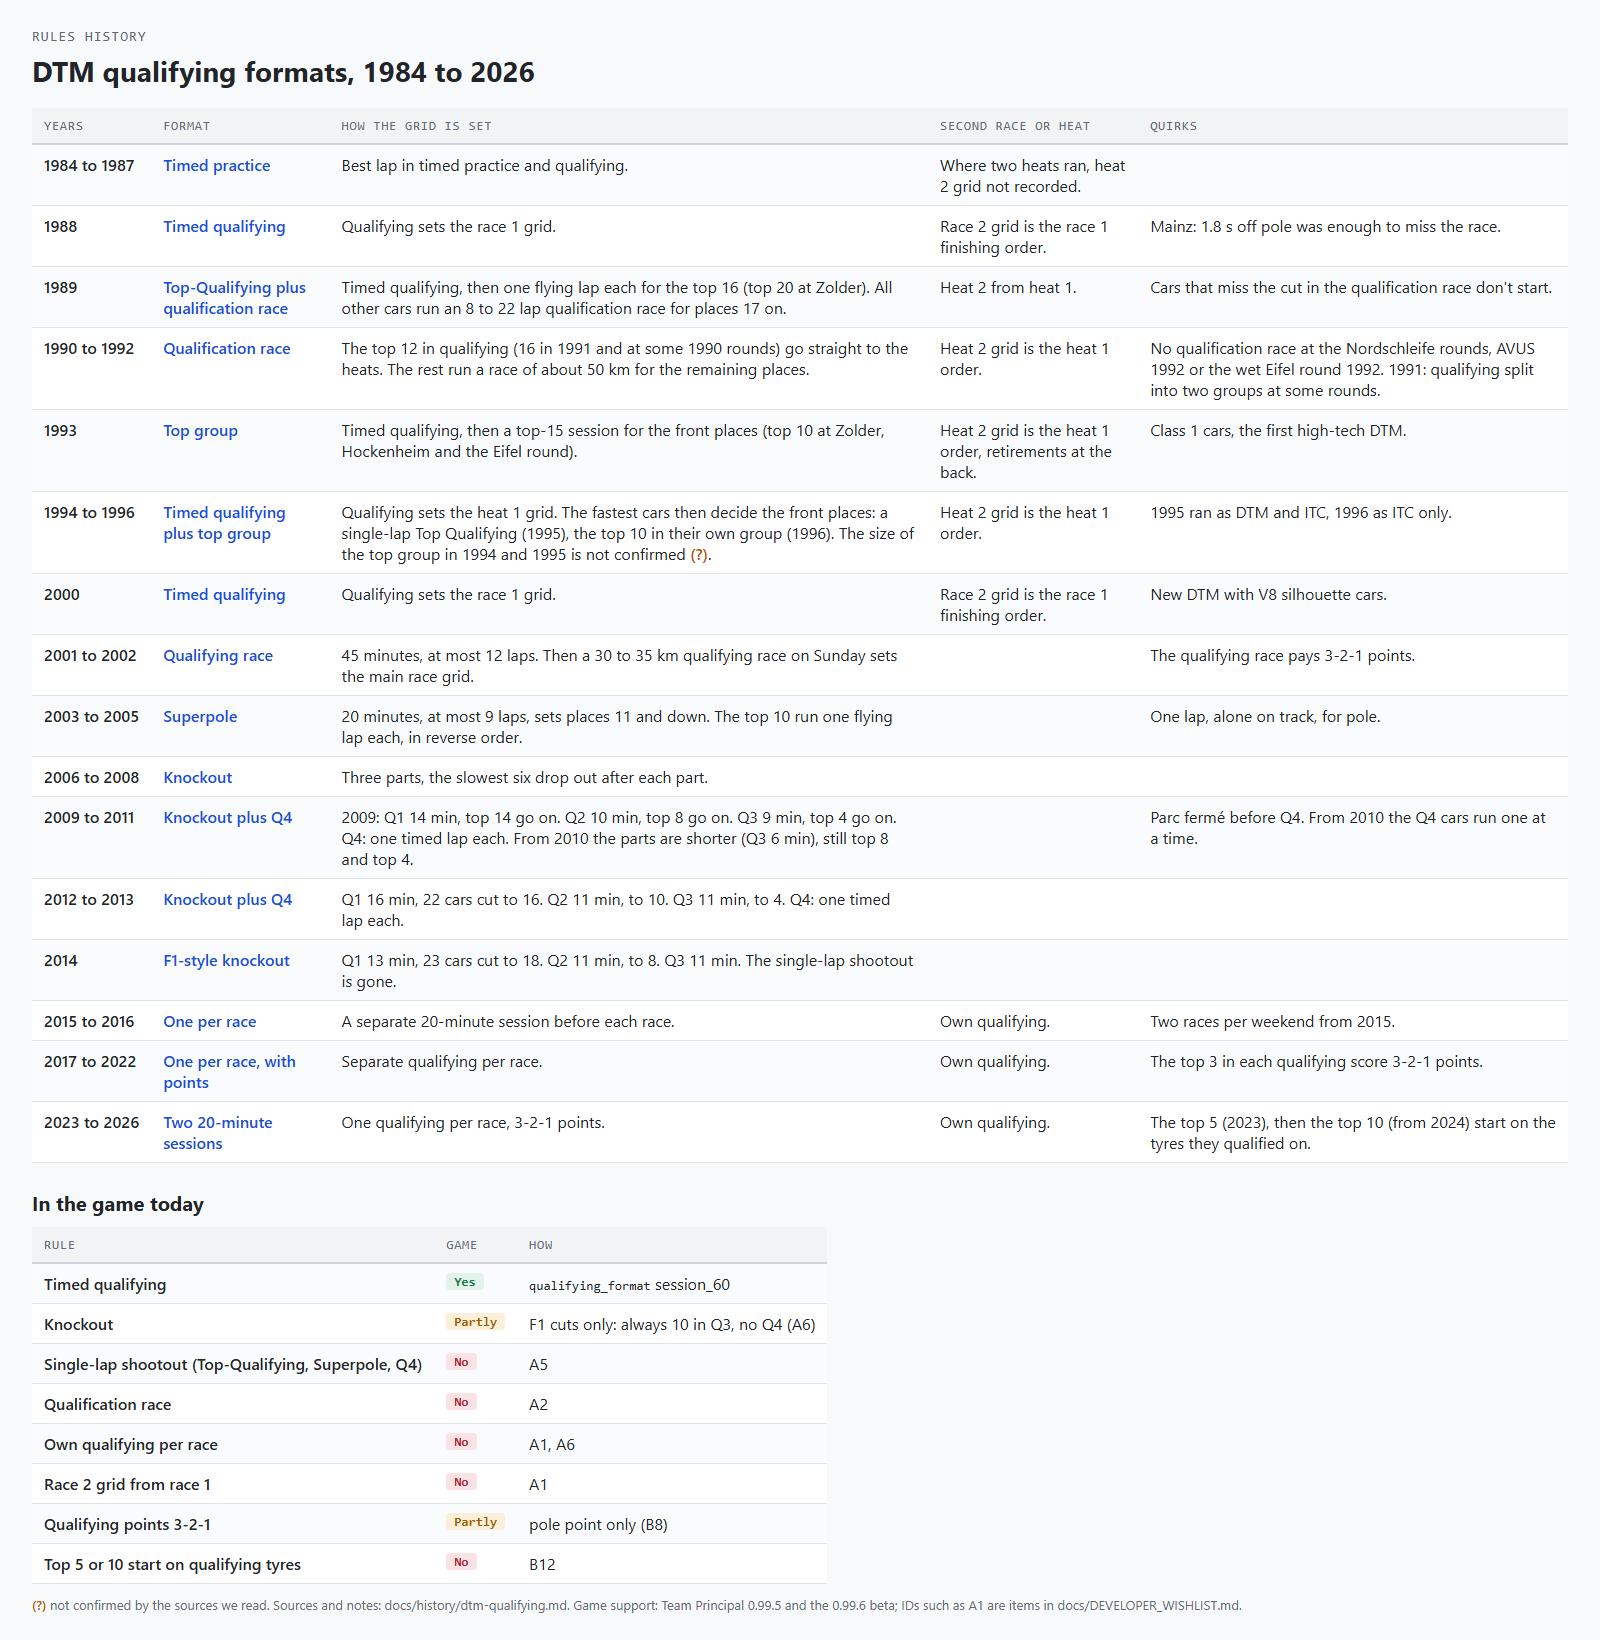 RULES HISTORY
DTM qualifying formats, 1984 to 2026
YEARS FORMAT HOW THE GRID IS SET SECOND RACE OR HEAT QUIRKS
1984 to 1987 Timed practice Best lap in timed practice and qualifying. Where two heats ran, heat
2 grid not recorded.
1988 Timed qualifying Qualifying sets the race 1 grid. Race 2 grid is the race 1 Mainz: 1.8 s off pole was enough to miss the race.
finishing order.
1989 Top-Qualifying plus Timed qualifying, then one flying lap each for the top 16 (top 20 at Zolder). All Heat 2 from heat 1. Cars that miss the cut in the qualification race don't start.
qualification race other cars run an 8 to 22 lap qualification race for places 17 on.
1990 to 1992 Qualification race The top 12 in qualifying (16 in 1991 and at some 1990 rounds) go straight to the Heat 2 grid is the heat 1 No qualification race at the Nordschleife rounds, AVUS
heats. The rest run a race of about 50 km for the remaining places. order. 1992 or the wet Eifel round 1992. 1991: qualifying split
into two groups at some rounds.
1993 Top group Timed qualifying, then a top-15 session for the front places (top 10 at Zolder, Heat 2 grid is the heat 1 Class 1 cars, the first high-tech DTM.
Hockenheim and the Eifel round). order, retirements at the
back.
1994 to 1996 Timed qualifying Qualifying sets the heat 1 grid. The fastest cars then decide the front places: a Heat 2 grid is the heat 1 1995 ran as DTM and ITC, 1996 as ITC only.
plus top group single-lap Top Qualifying (1995), the top 10 in their own group (1996). The size of order.
the top group in 1994 and 1995 is not confirmed (?).
2000 Timed qualifying Qualifying sets the race 1 grid. Race 2 grid is the race 1 New DTM with V8 silhouette cars.
finishing order.
2001 to 2002 Qualifying race 45 minutes, at most 12 laps. Then a 30 to 35 km qualifying race on Sunday sets The qualifying race pays 3-2-1 points.
the main race grid.
2003 to 2005 Superpole 20 minutes, at most 9 laps, sets places 11 and down. The top 10 run one flying One lap, alone on track, for pole.
lap each, in reverse order.
2006 to 2008 Knockout Three parts, the slowest six drop out after each part.
2009 to 2011 Knockout plus Q4 2009: Q1 14 min, top 14 go on. Q2 10 min, top 8 go on. Q3 9 min, top 4 go on. Parc fermé before Q4. From 2010 the Q4 cars run one at
Q4: one timed lap each. From 2010 the parts are shorter (Q3 6 min), still top 8 a time.
and top 4.
2012 to 2013 Knockout plus Q4 Q1 16 min, 22 cars cut to 16. Q2 11 min, to 10. Q3 11 min, to 4. Q4: one timed
lap each.
2014 F1-style knockout Q1 13 min, 23 cars cut to 18. Q2 11 min, to 8. Q3 11 min. The single-lap shootout
is gone.
2015 to 2016 One per race A separate 20-minute session before each race. Own qualifying. Two races per weekend from 2015.
2017 to 2022 One per race, with Separate qualifying per race. Own qualifying. The top 3 in each qualifying score 3-2-1 points.
points
2023 to 2026 Two 20-minute One qualifying per race, 3-2-1 points. Own qualifying. The top 5 (2023), then the top 10 (from 2024) start on the
sessions tyres they qualified on.
In the game today
RULE GAME HOW
Timed qualifying Yes qualifying_format session_60
Knockout Partly F1 cuts only: always 10 in Q3, no Q4 (A6)
Single-lap shootout (Top-Qualifying, Superpole, Q4) No A5
Qualification race No A2
Own qualifying per race No A1, A6
Race 2 grid from race 1 No A1
Qualifying points 3-2-1 Partly pole point only (B8)
Top 5 or 10 start on qualifying tyres No B12
(?) not confirmed by the sources we read. Sources and notes: docs/history/dtm-qualifying.md. Game support: Team Principal 0.99.5 and the 0.99.6 beta; IDs such as A1 are items in docs/DEVELOPER_WISHLIST.md.